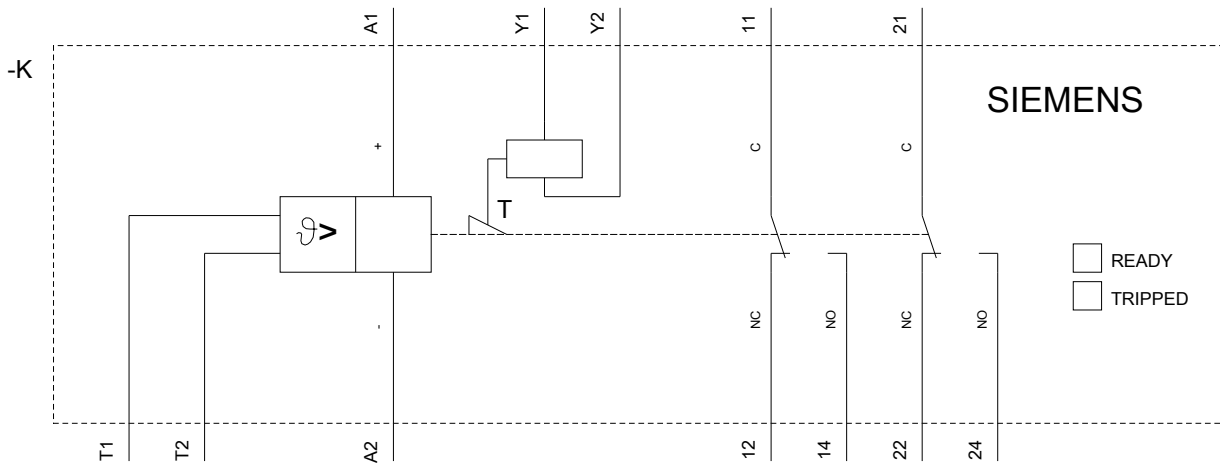 A1
Y1
Y2
11
21
-K
SIEMENS
+
C
C
T
ϑ>
READY
TRIPPED
-
NC
NO
NC
NO
T1
T2
A2
12
14
22
24